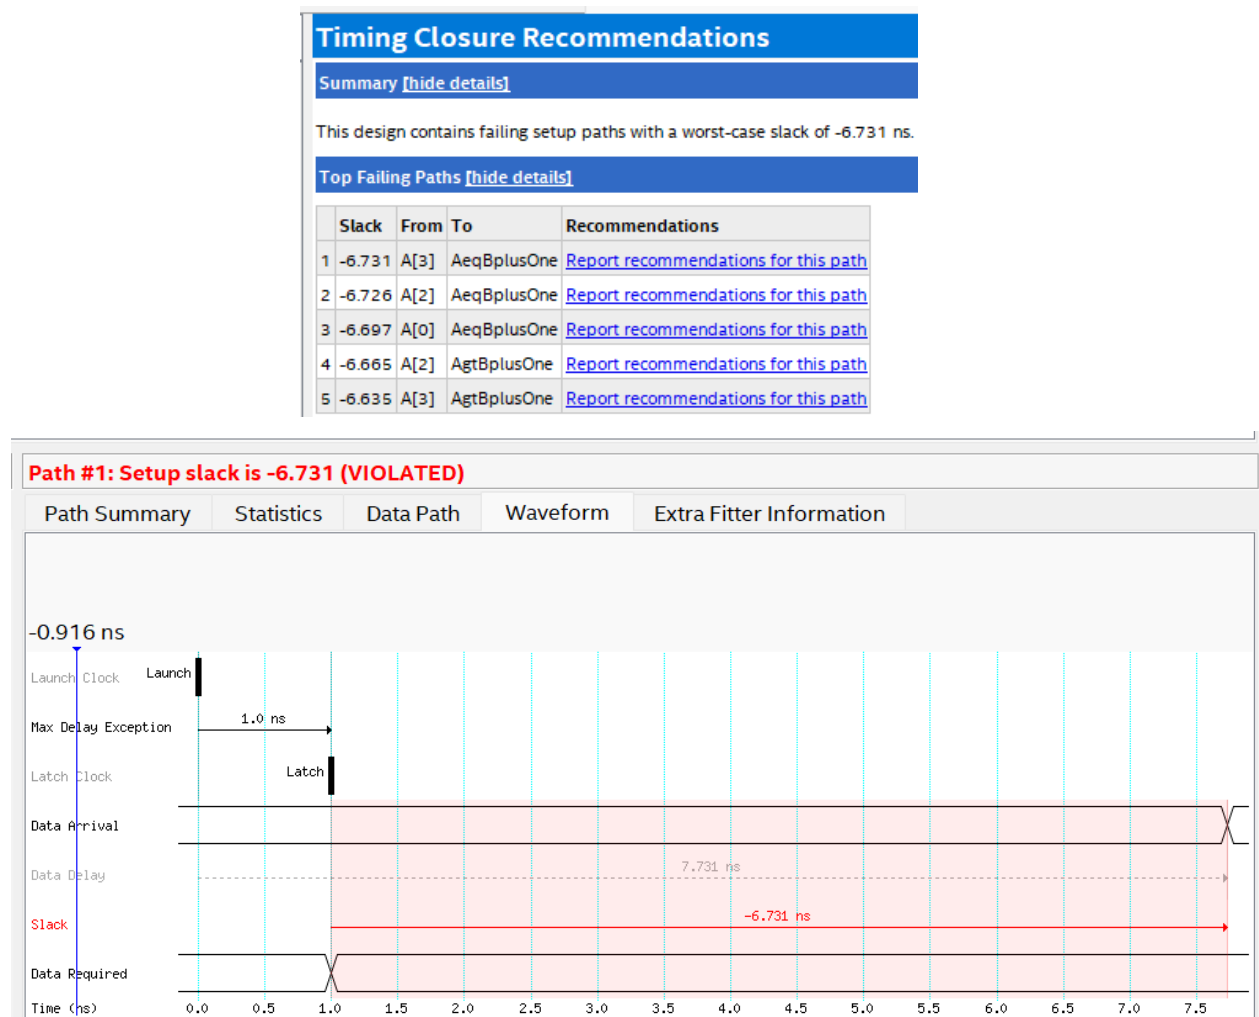 Timing Closure Recommendations
Summary [hide details]
This design contains failing setup paths with a worst-case slack of -6.731 ns.
Top Failing Paths [hide details]
Slack From To Recommendations
1 -6.731 A[3] AeqBplusOne Report recommendations for this path
2 -6.726 A[2] AeqBplusOne Report recommendations for this path
3 -6.697 A[0] AeqBplusOne Report recommendations for this path
4 -6.665 A[2] AgtBplusOne Report recommendations for this path
5 -6.635 A[3] AgtBplusOne Report recommendations for this path
Path #1: Setup slack is -6.731 (VIOLATED)
Path Summary Statistics Data Path Waveform Extra Fitter Information
-0.916 ns
Launch Clock Launch
Max Delay Exception 1.0 ns
Latch Clock Latch
Data Arrival
Data Delay 7.731 ns
Slack -6.731 ns
Data Required
Time (ns) 0.0 0.5 1.0 1.5 2.0 2.5 3.0 3.5 4.0 4.5 5.0 5.5 6.0 6.5 7.0 7.5